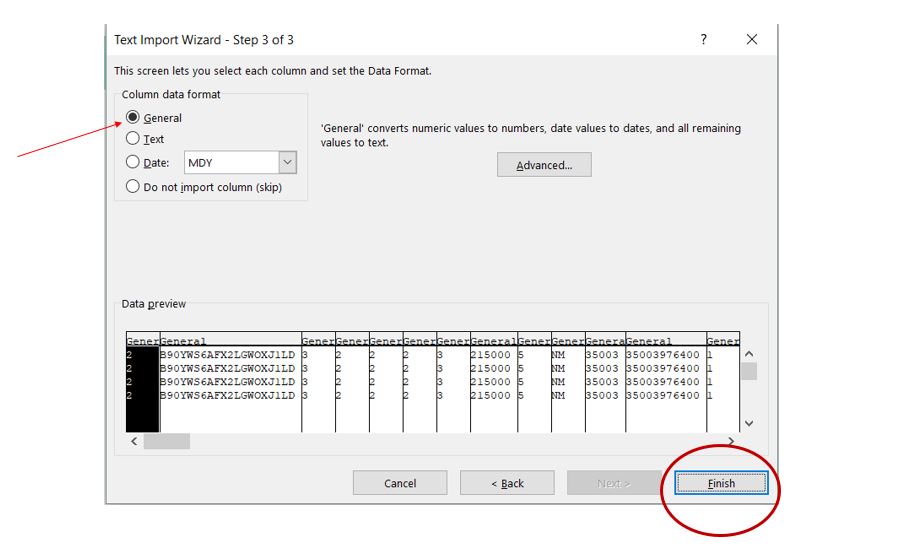 Text Import Wizard - Step 3 of 3 ?
This screen lets you select each column and set the Data Format.
Column data format
General
Text
Date: MDY
Do not import column (skip)
'General' converts numeric values to numbers, date values to dates, and all remaining
values to text.
Advanced...
Data preview
Gener General Gener Gener Gener Gener Gener General Gener Gener Genera General Gener
2 B90YWS6AFX2LGWOXJ1LD 3 2 2 2 3 215000 5 NM 35003 35003976400 1
2 B90YWS6AFX2LGWOXJ1LD 3 2 2 2 3 215000 5 NM 35003 35003976400 1
2 B90YWS6AFX2LGWOXJ1LD 3 2 2 2 3 215000 5 NM 35003 35003976400 1
2 B90YWS6AFX2LGWOXJ1LD 3 2 2 2 3 215000 5 NM 35003 35003976400 1
Cancel < Back Next > Finish